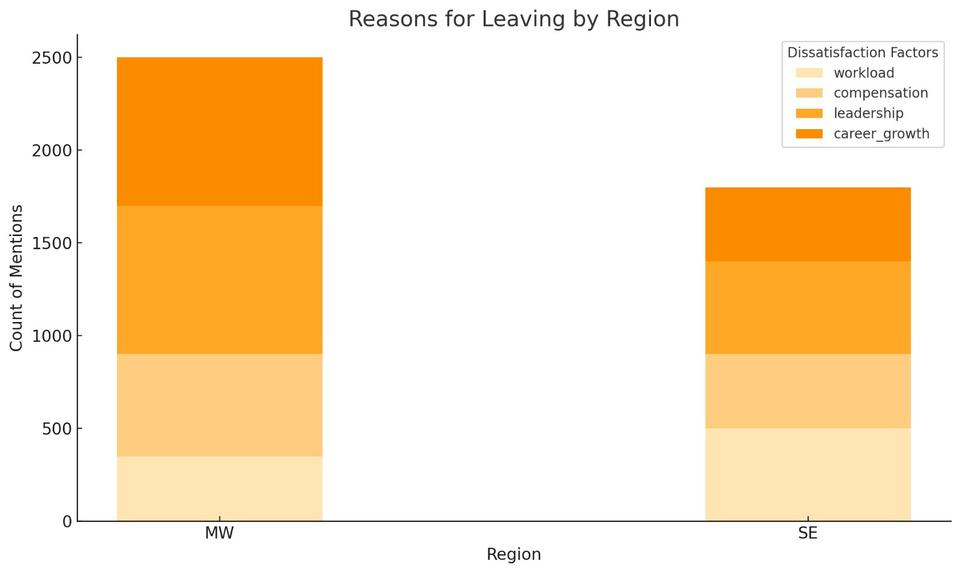 Reasons for Leaving by Region
Dissatisfaction Factors
workload
compensation
leadership
career_growth
Count of Mentions
2500
2000
1500
1000
500
0
MW
SE
Region